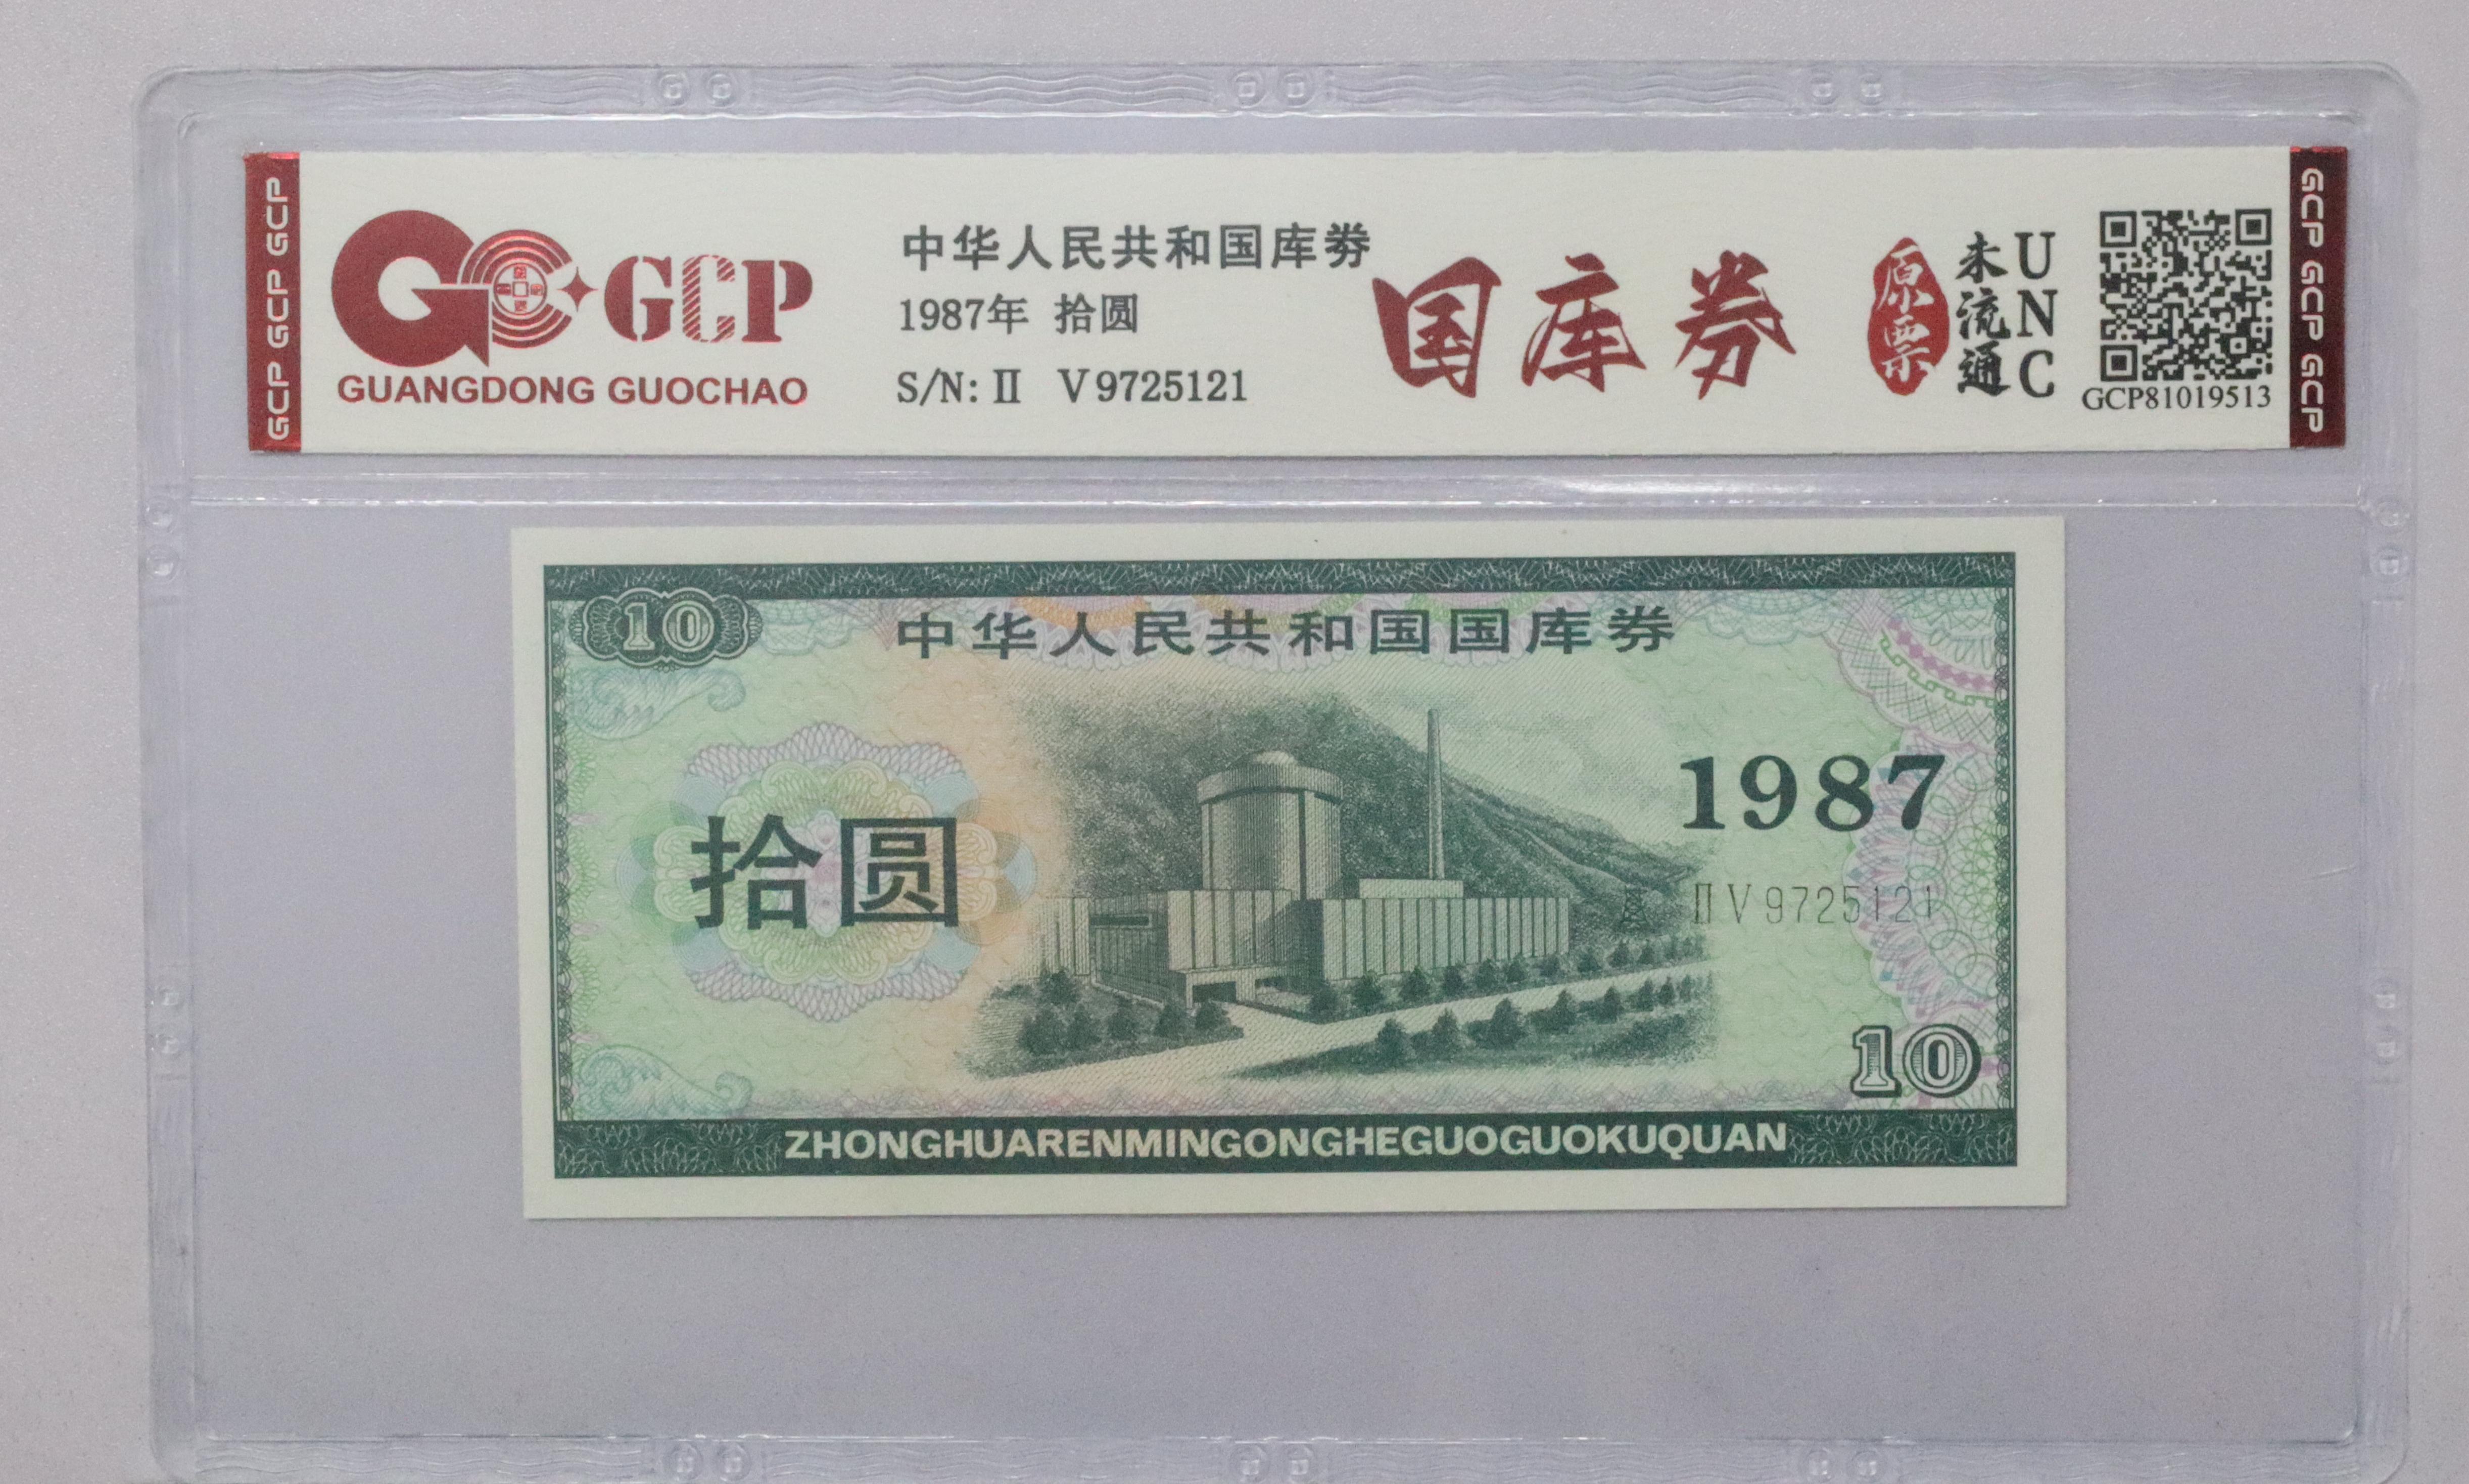 GCP GCP GCP
GCP
GUANGDONG GUOCHAO
中华人民共和国库券
1987年 拾圆
S/N: Ⅱ V 9725121
国库券
原票
未流通
UNC
GCP81019513
GCP GCP GCP
10
中华人民共和国国库券
拾圆
1987
ⅡV9725121
10
ZHONGHUARENMINGONGHEGUOGUOKUQUAN